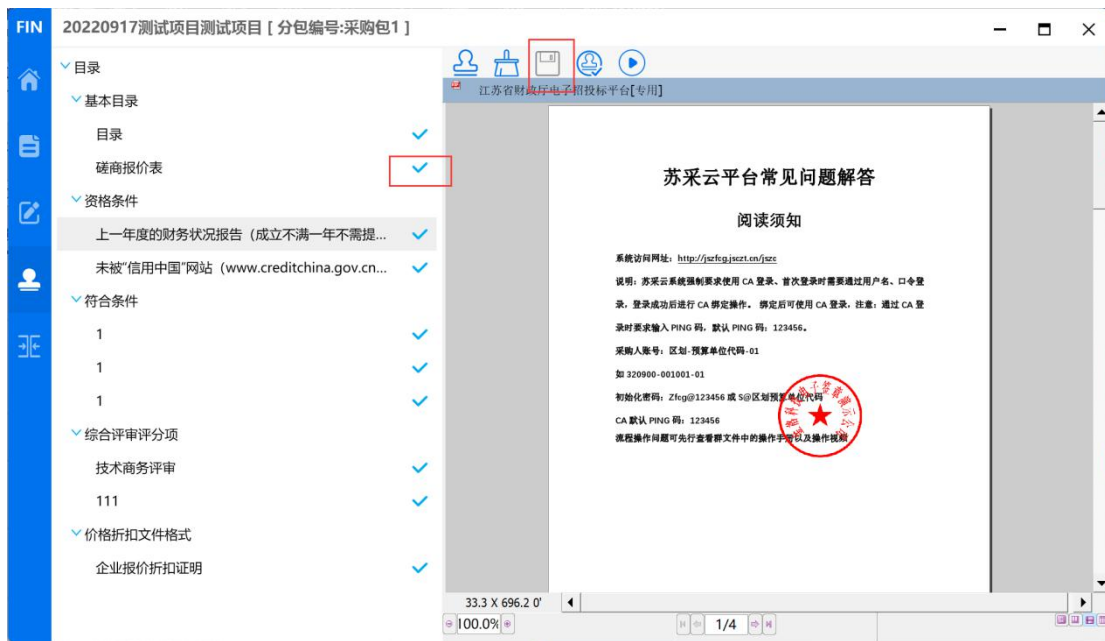 FIN
20220917测试项目测试项目 [ 分包编号:采购包1 ]
目录
基本目录
目录
磋商报价表
资格条件
上一年度的财务状况报告（成立不满一年不需提...
未被“信用中国”网站（www.creditchina.gov.cn...
符合条件
1
1
1
综合评审评分项
技术商务评审
111
价格折扣文件格式
企业报价折扣证明
江苏省财政厅电子招投标平台[专用]
苏采云平台常见问题解答
阅读须知
系统访问网址：http://jszfcg.jsczt.cn/jszc
说明：苏采云系统强制要求使用 CA 登录、首次登录时需要通过用户名、口令登
录，登录成功后进行 CA 绑定操作。 绑定后可使用 CA 登录，注意：通过 CA 登
录时要求输入 PING 码，默认 PING 码：123456。
采购人账号：区划-预算单位代码-01
如 320900-001001-01
初始化密码：Zfcg@123456 或 S@区划预算单位代码
CA 默认 PING 码：123456
流程操作问题可先行查看群文件中的操作手册以及操作视频
33.3 X 696.2 0'
100.0%
1/4